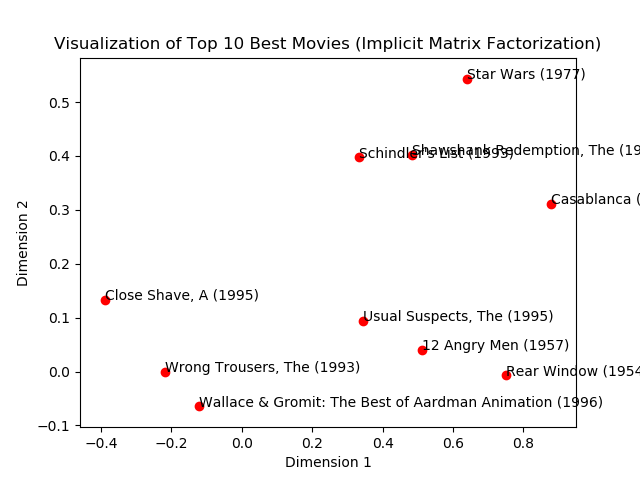 Visualization of Top 10 Best Movies (Implicit Matrix Factorization)
Star Wars (1977)
Shawshank Redemption, The (19
Schindler's List (1993)
Casablanca (
Close Shave, A (1995)
Usual Suspects, The (1995)
12 Angry Men (1957)
Wrong Trousers, The (1993)
Rear Window (1954
Wallace & Gromit: The Best of Aardman Animation (1996)
Dimension 2
0.5
0.4
0.3
0.2
0.1
0.0
−0.1
−0.4
−0.2
0.0
0.2
0.4
0.6
0.8
Dimension 1